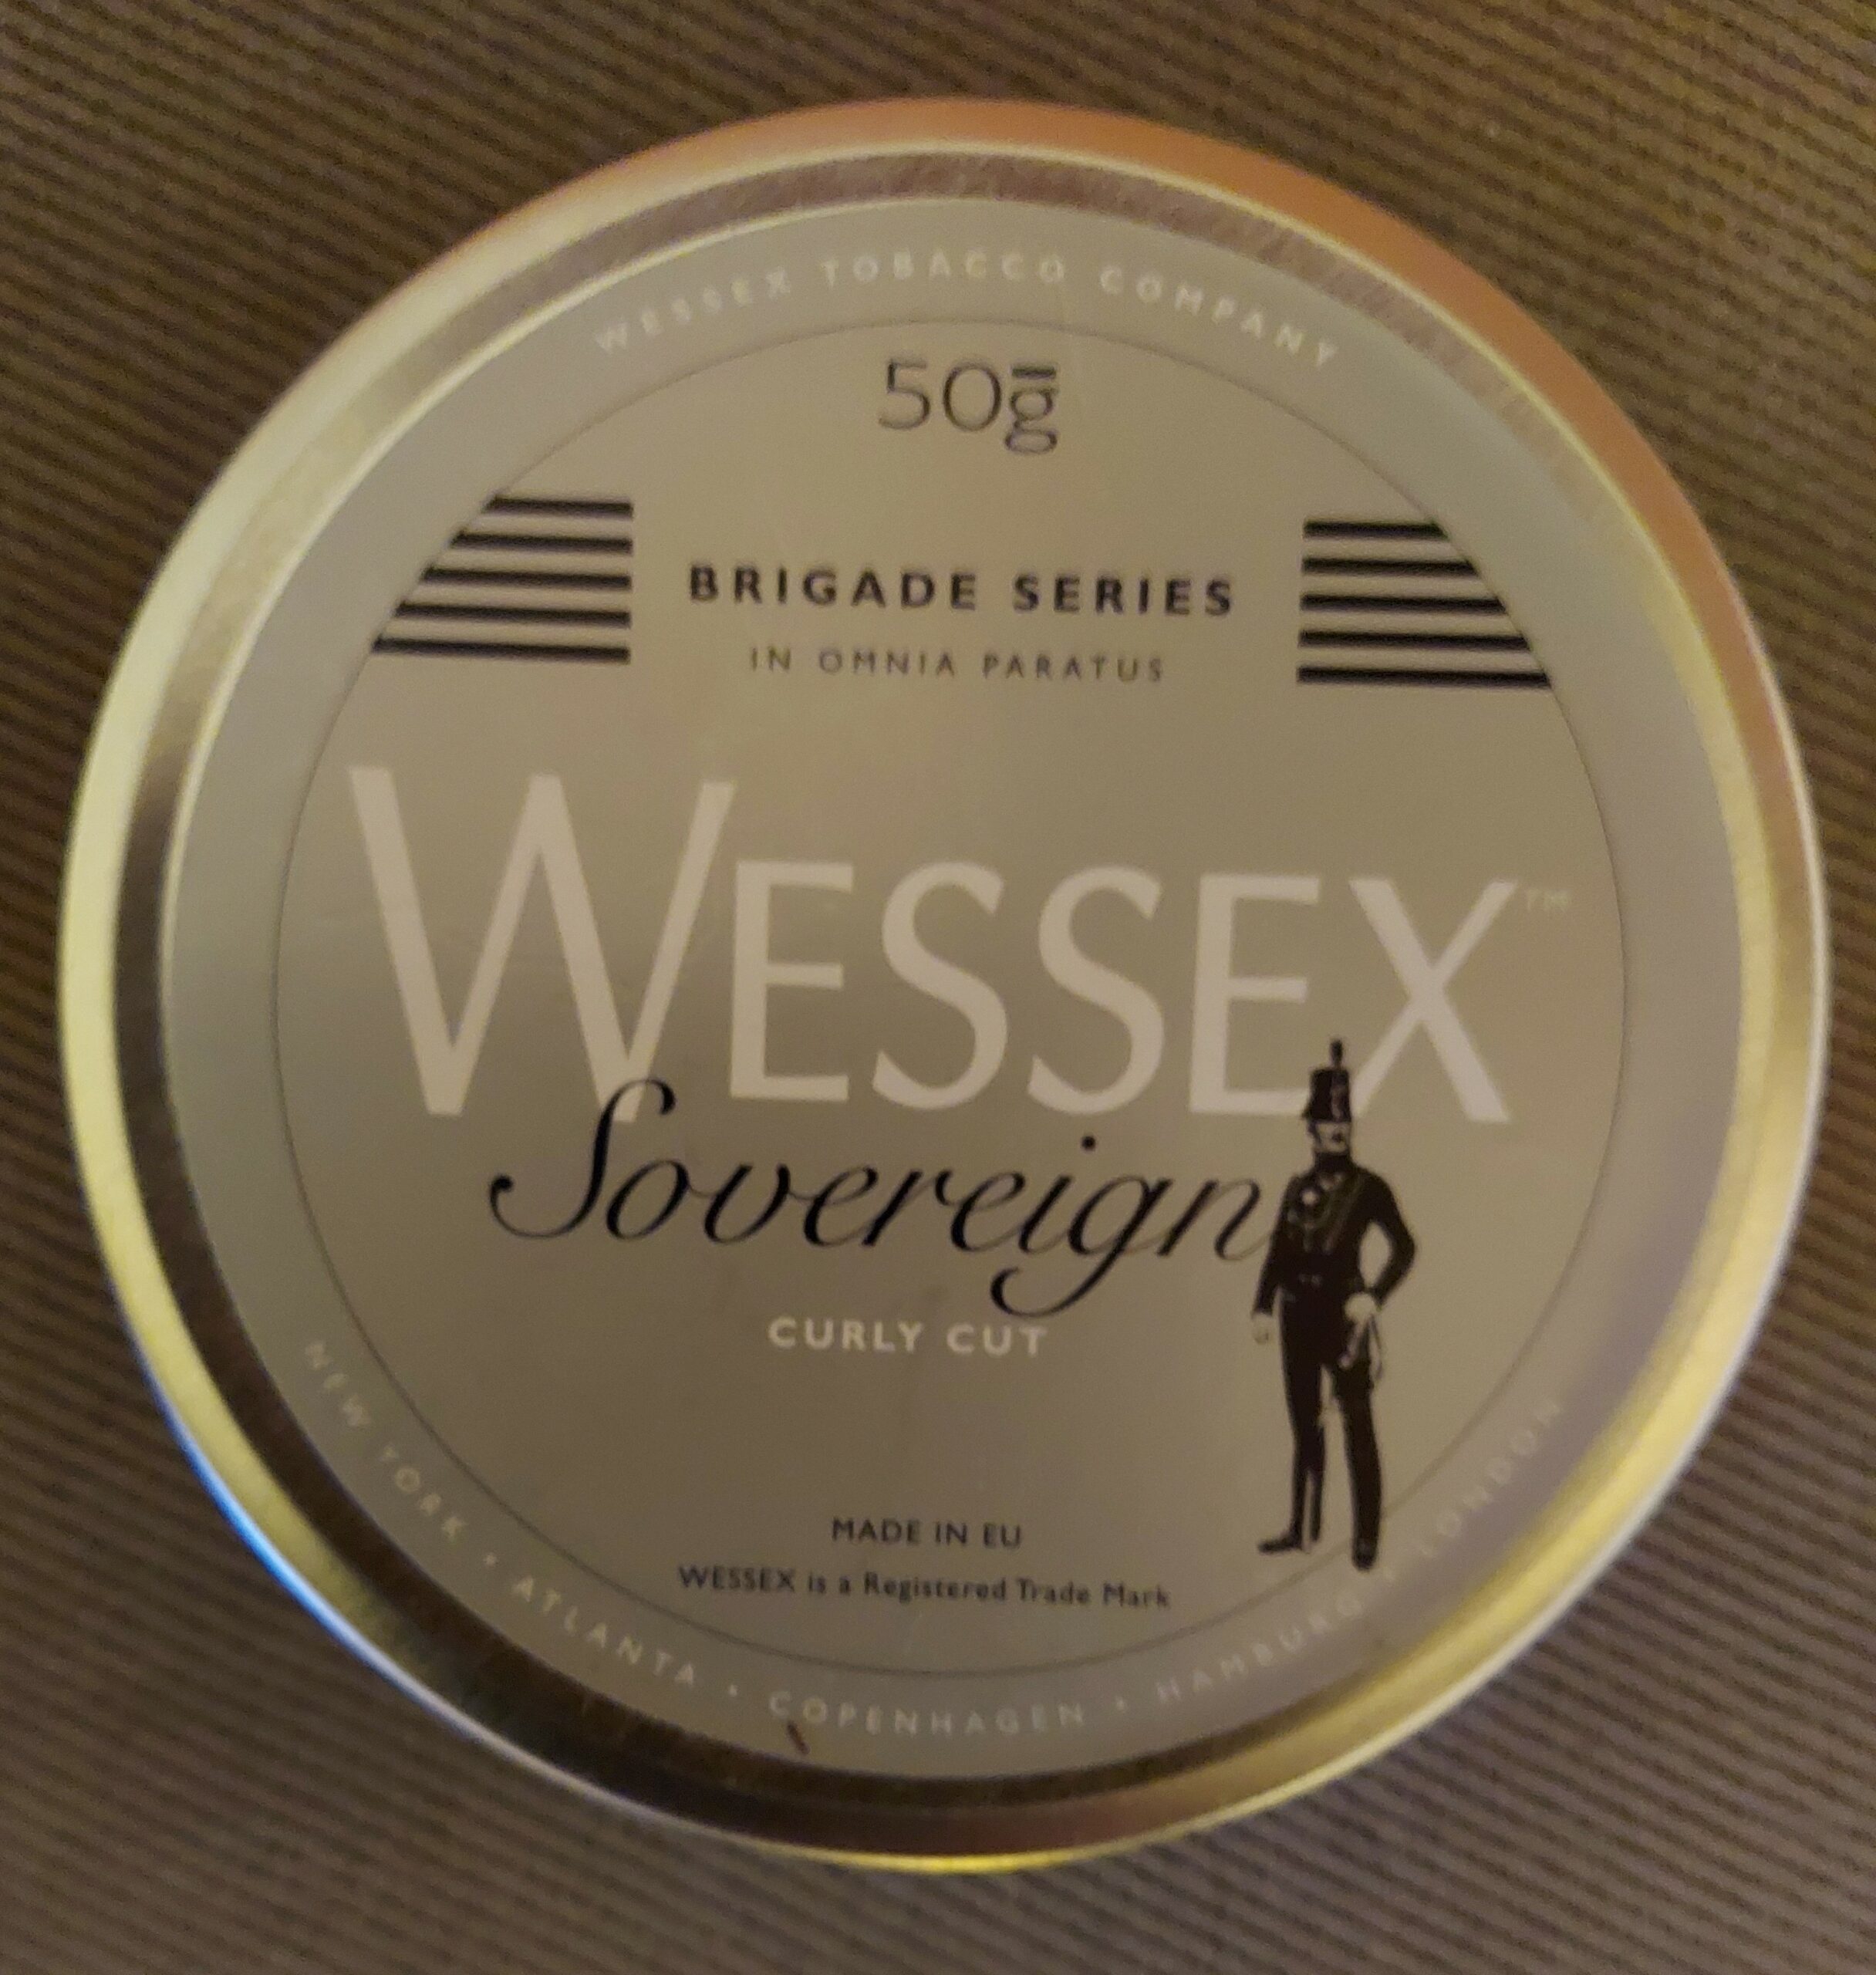 WESSEX TOBACCO COMPANY
50g
BRIGADE SERIES
IN OMNIA PARATUS
WESSEX™
Sovereign
CURLY CUT
MADE IN EU
WESSEX is a Registered Trade Mark
NEW YORK • ATLANTA • COPENHAGEN • HAMBURG • LONDON